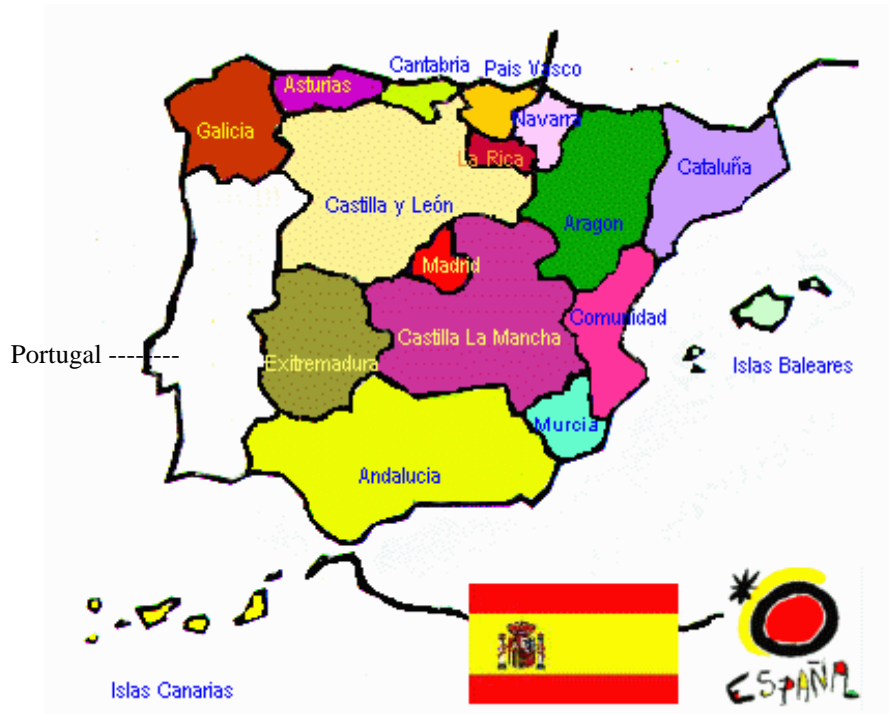 Cantabria
Pais Vasco
Asturias
Galicia
Navarra
La Rica
Cataluña
Castilla y León
Aragon
Madrid
Comunidad
Castilla La Mancha
Portugal --------
Exitremadura
Islas Baleares
Murcia
Andalucia
Islas Canarias
ESPAÑA